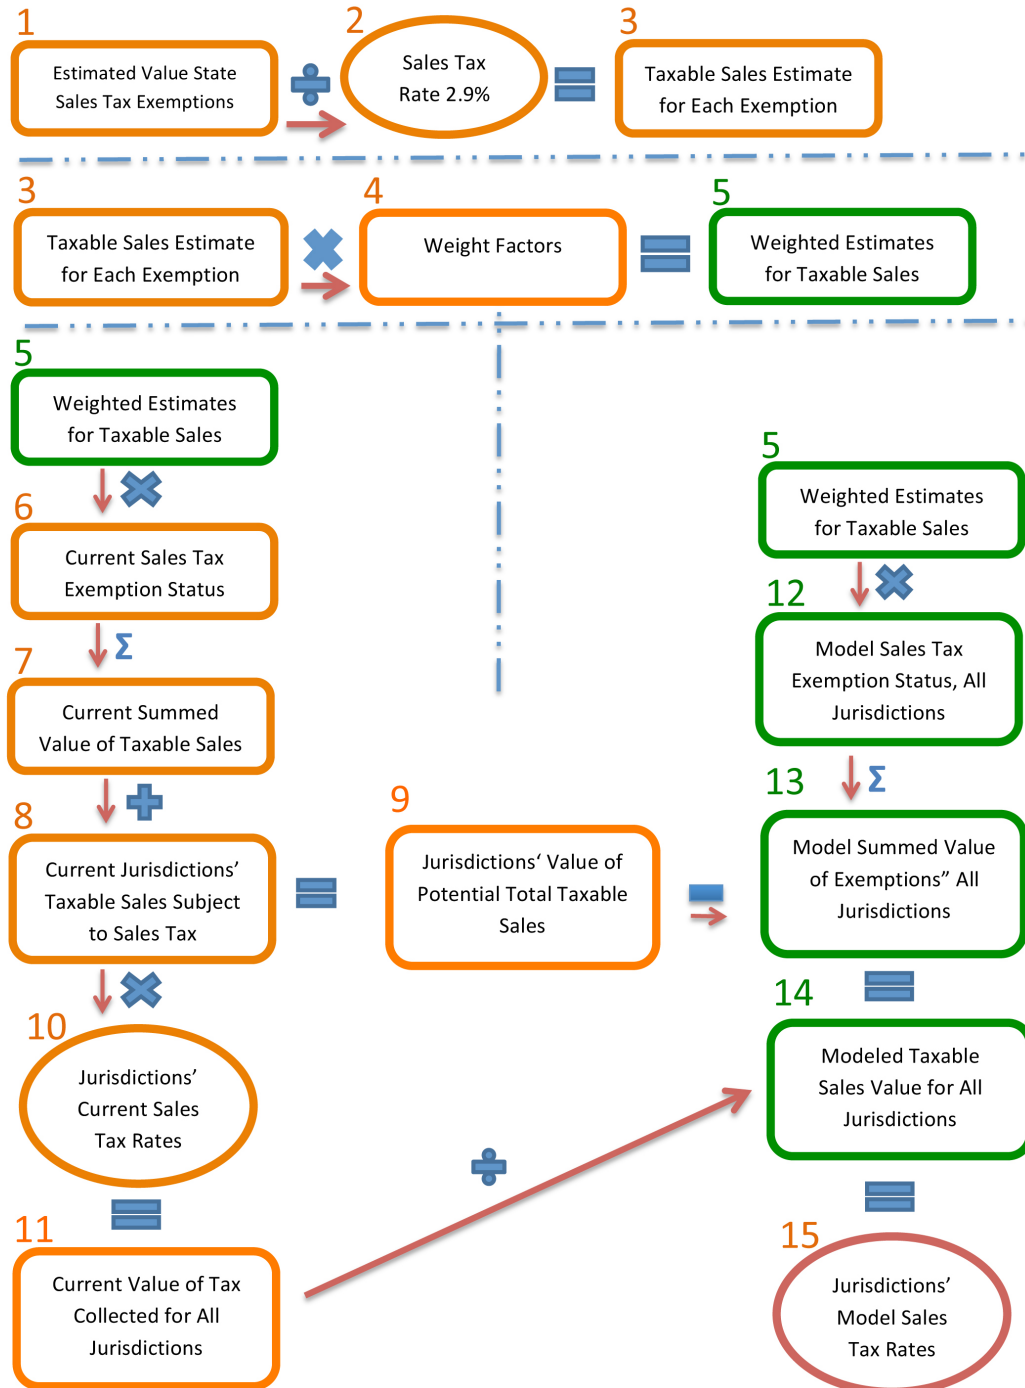 1
Estimated Value State
Sales Tax Exemptions
÷
2
Sales Tax
Rate 2.9%
=
3
Taxable Sales Estimate
for Each Exemption
3
Taxable Sales Estimate
for Each Exemption
×
4
Weight Factors
=
5
Weighted Estimates
for Taxable Sales
5
Weighted Estimates
for Taxable Sales
×
6
Current Sales Tax
Exemption Status
Σ
7
Current Summed
Value of Taxable Sales
+
8
Current Jurisdictions’
Taxable Sales Subject
to Sales Tax
=
9
Jurisdictions‘ Value of
Potential Total Taxable
Sales
−
×
10
Jurisdictions’
Current Sales
Tax Rates
=
11
Current Value of Tax
Collected for All
Jurisdictions
÷
5
Weighted Estimates
for Taxable Sales
×
12
Model Sales Tax
Exemption Status, All
Jurisdictions
Σ
13
Model Summed Value
of Exemptions” All
Jurisdictions
=
14
Modeled Taxable
Sales Value for All
Jurisdictions
=
15
Jurisdictions’
Model Sales
Tax Rates